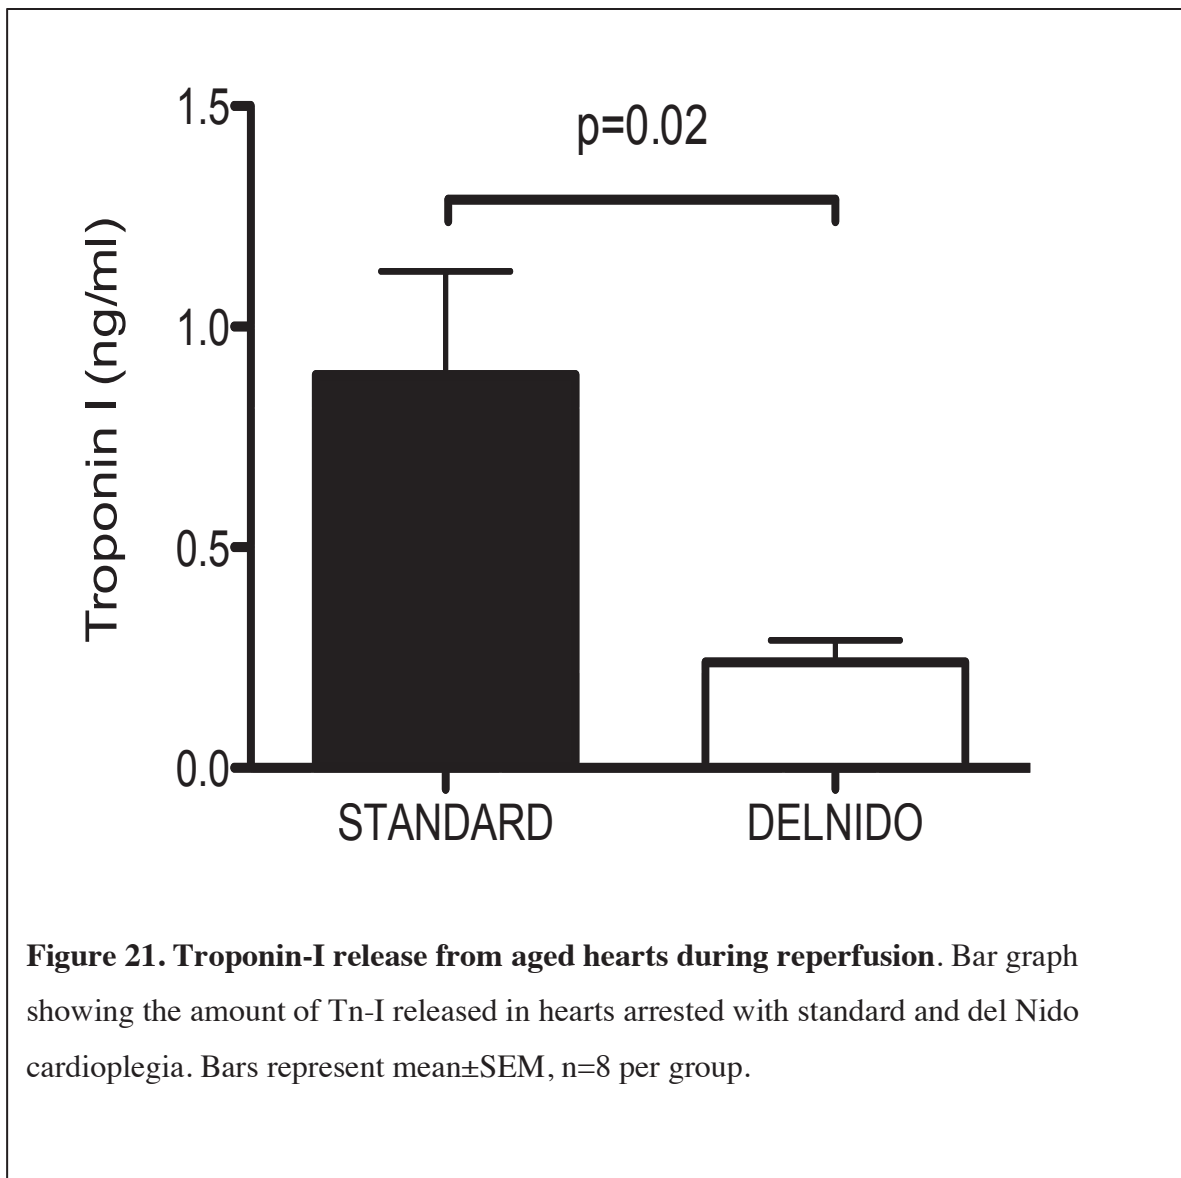 1.5
p=0.02
1.0
0.5
0.0
Troponin I (ng/ml)
STANDARD DELNIDO
Figure 21. Troponin-I release from aged hearts during reperfusion. Bar graph
showing the amount of Tn-I released in hearts arrested with standard and del Nido
cardioplegia. Bars represent mean±SEM, n=8 per group.